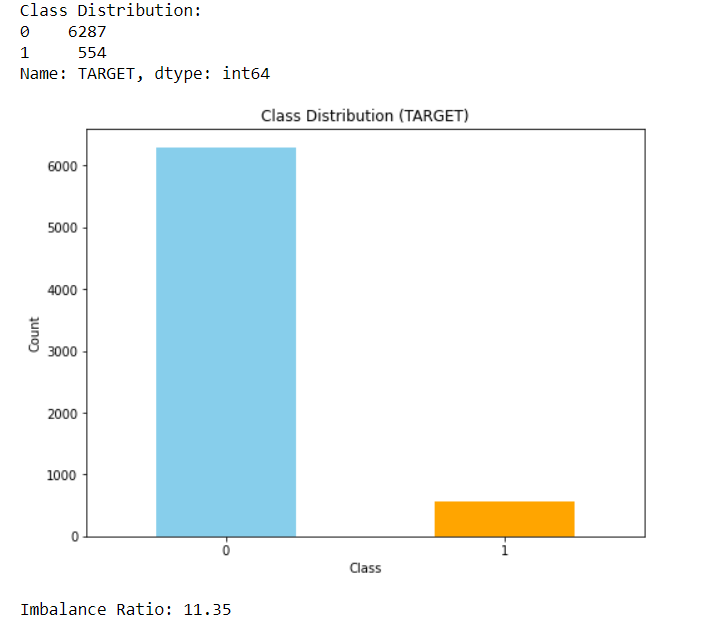 Class Distribution:
0    6287
1     554
Name: TARGET, dtype: int64
Class Distribution (TARGET)
6000
5000
4000
3000
2000
1000
0
Count
0 1
Class
Imbalance Ratio: 11.35